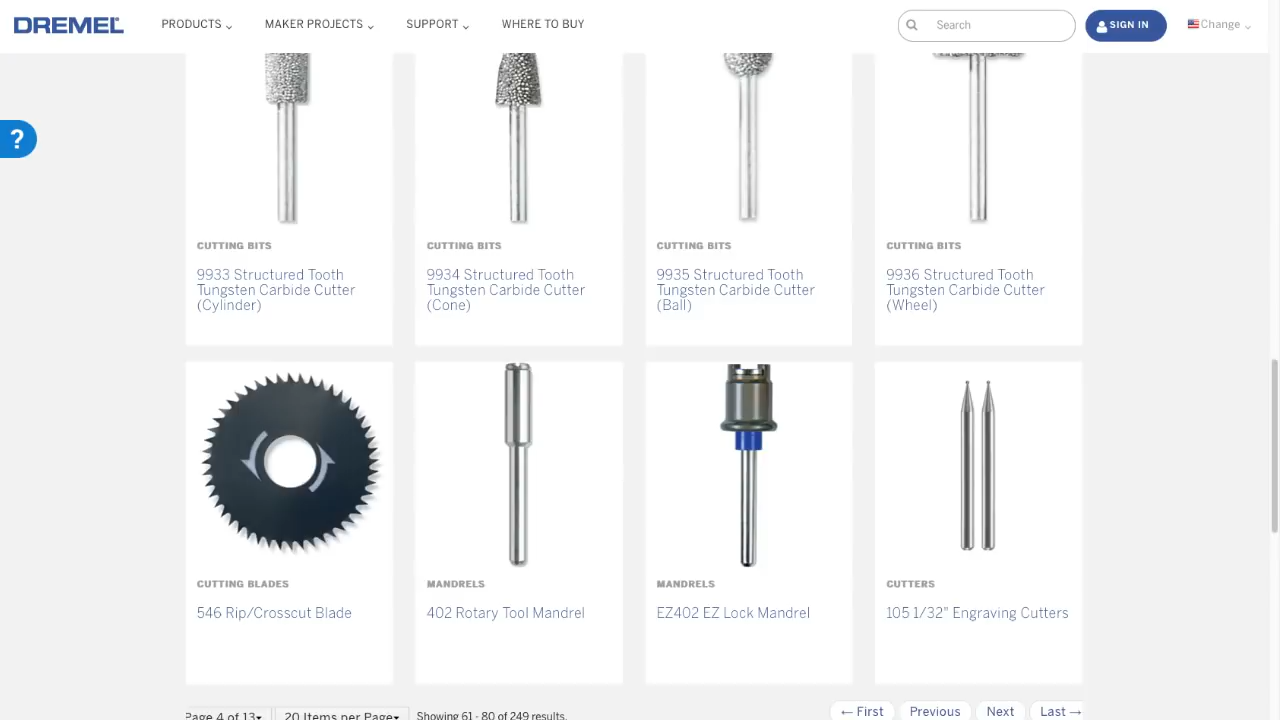 DREMEL
PRODUCTS
MAKER PROJECTS
SUPPORT
WHERE TO BUY
Search
SIGN IN
Change
?
CUTTING BITS
9933 Structured Tooth
Tungsten Carbide Cutter
(Cylinder)
CUTTING BITS
9934 Structured Tooth
Tungsten Carbide Cutter
(Cone)
CUTTING BITS
9935 Structured Tooth
Tungsten Carbide Cutter
(Ball)
CUTTING BITS
9936 Structured Tooth
Tungsten Carbide Cutter
(Wheel)
CUTTING BLADES
546 Rip/Crosscut Blade
MANDRELS
402 Rotary Tool Mandrel
MANDRELS
EZ402 EZ Lock Mandrel
CUTTERS
105 1/32" Engraving Cutters
Page 4 of 13
20 Items per Page
Showing 61 - 80 of 249 results.
← First
Previous
Next
Last →